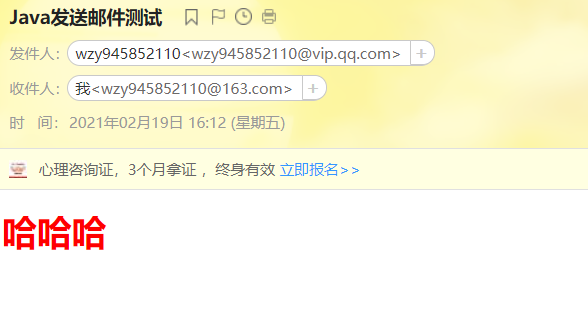 Java发送邮件测试
发件人： wzy945852110<wzy945852110@vip.qq.com> +
收件人： 我<wzy945852110@163.com> +
时 间： 2021年02月19日 16:12 (星期五)
心理咨询证，3个月拿证 ，终身有效 立即报名>>
哈哈哈